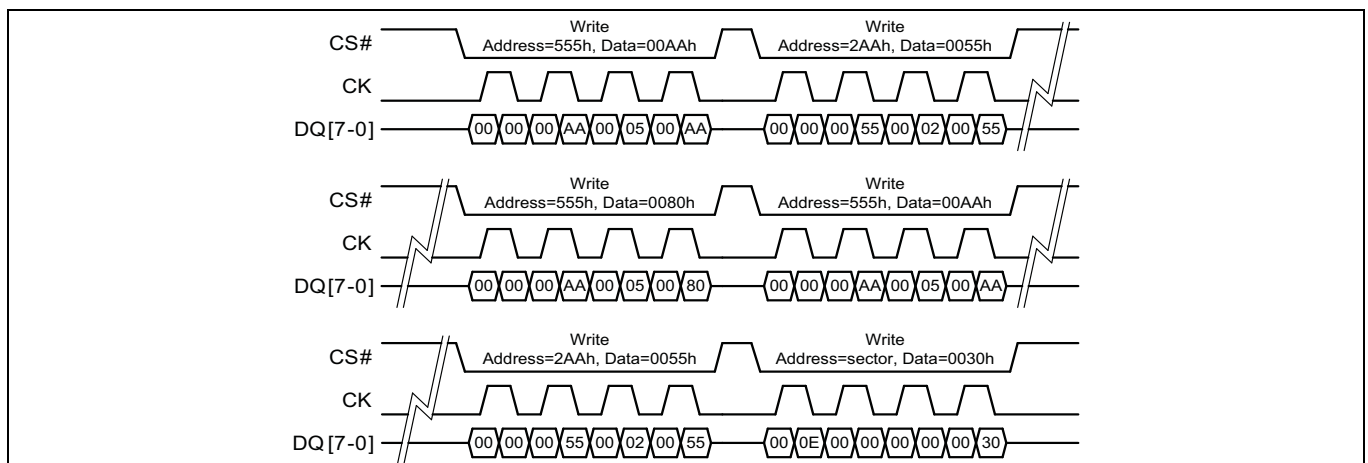 CS# Write Write
Address=555h, Data=00AAh Address=2AAh, Data=0055h
CK
DQ[7-0] 00 00 00 AA 00 05 00 AA 00 00 00 55 00 02 00 55
CS# Write Write
Address=555h, Data=0080h Address=555h, Data=00AAh
CK
DQ[7-0] 00 00 00 AA 00 05 00 80 00 00 00 AA 00 05 00 AA
CS# Write Write
Address=2AAh, Data=0055h Address=sector, Data=0030h
CK
DQ[7-0] 00 00 00 55 00 02 00 55 00 0E 00 00 00 00 00 30